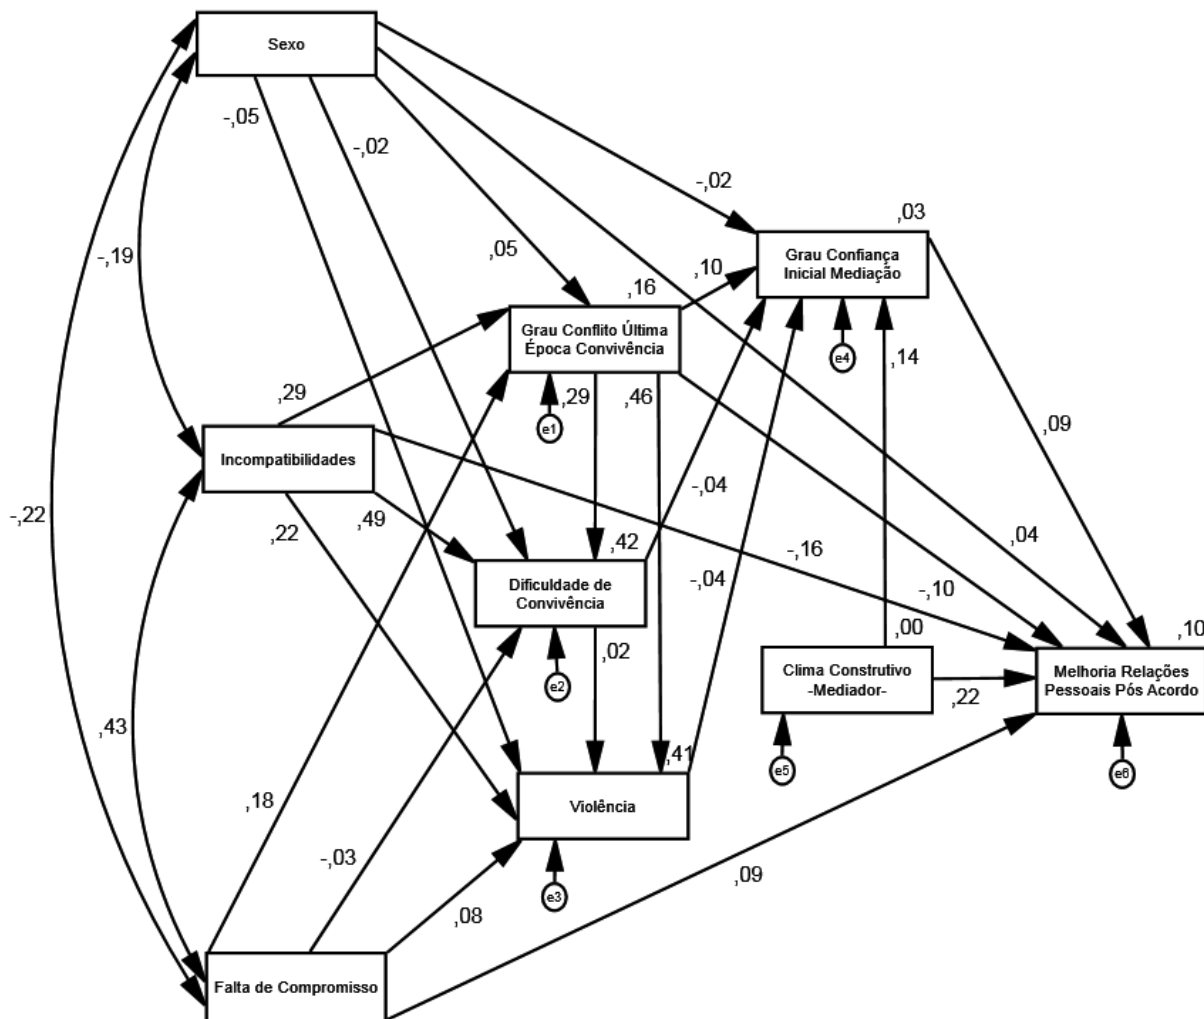 Sexo
-,05
-,02
-,02
,03
-,19
,05
,10
Grau Confiança
Inicial Mediação
,16
Grau Conflito Última
Época Convivência
e4
,14
,29
e1
,29
,46
,09
Incompatibilidades
-,04
-,22
,49
,22
,42
-,16
,04
Dificuldade de
Convivência
-,04
-,10
,00
,10
,02
Clima Construtivo
-Mediador-
,22
Melhoria Relações
Pessoais Pós Acordo
e2
,43
,41
e5
e6
,18
Violência
-,03
,09
e3
,08
Falta de Compromisso